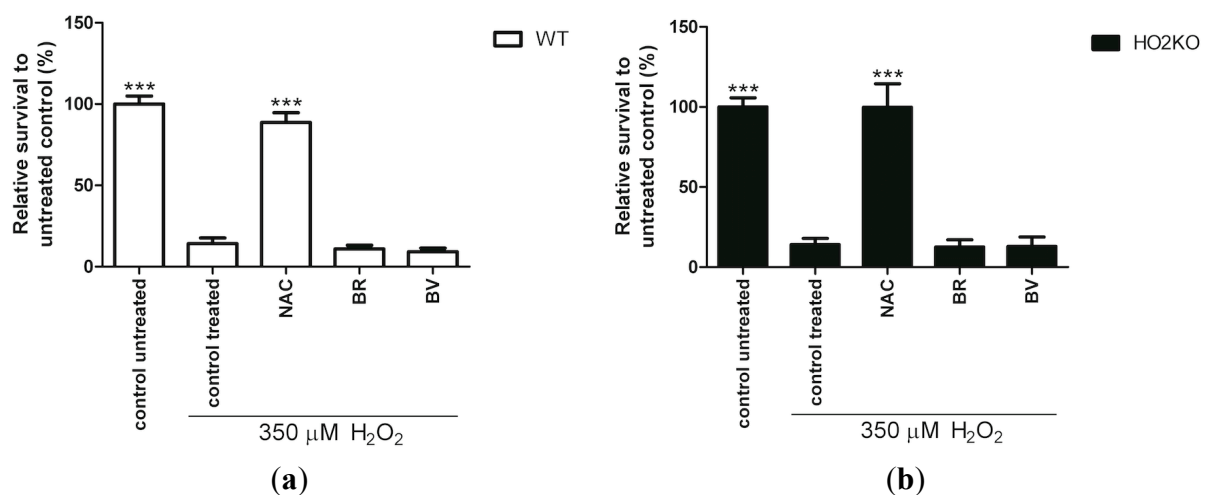 Relative survival to
untreated control (%)
150
100
50
0
***
***
WT
control untreated
control treated
NAC
BR
BV
350 μM H₂O₂
(a)
Relative survival to
untreated control (%)
150
100
50
0
***
***
HO2KO
control untreated
control treated
NAC
BR
BV
350 μM H₂O₂
(b)